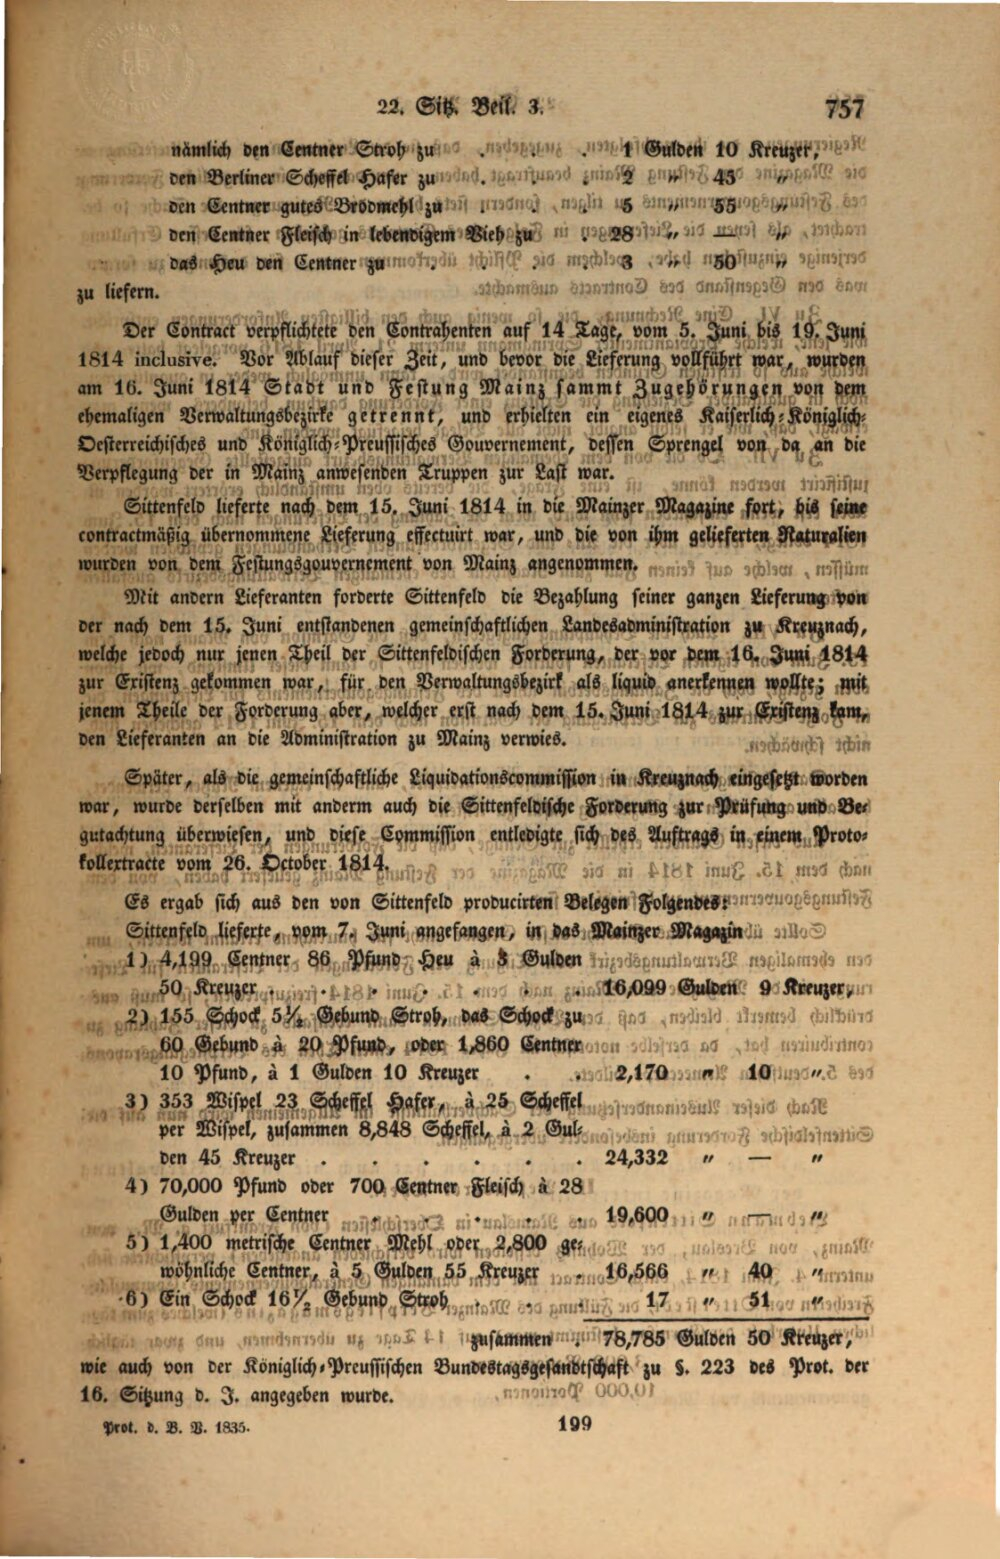 22. Sitz. Beil. 3. 757
nämlich den Centner Stroh zu . . . 1 Gulden 10 Kreuzer,
den Berliner Scheffel Hafer zu . . . 2 „ 45 „
den Centner gutes Brodmehl zu . . . 5 „ 55 „
den Centner Fleisch in lebendigem Vieh zu . 28 „ — „
das Heu den Centner zu . . . . 3 „ 50 „
zu liefern.
Der Contract verpflichtete den Contrahenten auf 14 Tage, vom 5. Juni bis 19. Juni
1814 inclusive. Vor Ablauf dieser Zeit, und bevor die Lieferung vollführt war, wurden
am 16. Juni 1814 Stadt und Festung Mainz sammt Zugehörungen von dem
ehemaligen Verwaltungsbezirke getrennt, und erhielten ein eigenes Kaiserlich-Königlich-
Oesterreichisches und Königlich-Preussisches Gouvernement, dessen Sprengel von da an die
Verpflegung der in Mainz anwesenden Truppen zur Last war.
Sittenfeld lieferte nach dem 15. Juni 1814 in die Mainzer Magazine fort, bis seine
contractmäßig übernommene Lieferung effectuirt war, und die von ihm gelieferten Naturalien
wurden von dem Festungsgouvernement von Mainz angenommen.
Mit andern Lieferanten forderte Sittenfeld die Bezahlung seiner ganzen Lieferung von
der nach dem 15. Juni entstandenen gemeinschaftlichen Landesadministration zu Kreuznach,
welche jedoch nur jenen Theil der Sittenfeldischen Forderung, der vor dem 16. Juni 1814
zur Existenz gekommen war, für den Verwaltungsbezirk als liquid anerkennen wollte; mit
jenem Theile der Forderung aber, welcher erst nach dem 15. Juni 1814 zur Existenz kam,
den Lieferanten an die Administration zu Mainz verwies.
Später, als die gemeinschaftliche Liquidationscommission in Kreuznach eingesetzt worden
war, wurde derselben mit anderm auch die Sittenfeldische Forderung zur Prüfung und Be-
gutachtung überwiesen, und diese Commission entledigte sich des Auftrags in einem Proto-
kollextracte vom 26. October 1814.
Es ergab sich aus den von Sittenfeld producirten Belegen Folgendes:
Sittenfeld lieferte, vom 7. Juni angefangen, in das Mainzer Magazin
1) 4,199 Centner 86 Pfund Heu à 3 Gulden
50 Kreuzer . . . . . . . 16,099 Gulden 9 Kreuzer,
2) 155 Schock 5½ Gebund Stroh, das Schock zu
60 Gebund à 20 Pfund, oder 1,860 Centner
10 Pfund, à 1 Gulden 10 Kreuzer . . 2,170 „ 10 „
3) 353 Wispel 23 Scheffel Hafer, à 25 Scheffel
per Wispel, zusammen 8,848 Scheffel, à 2 Gul-
den 45 Kreuzer . . . . . . 24,332 „ — „
4) 70,000 Pfund oder 700 Centner Fleisch à 28
Gulden per Centner . . . . . 19,600 „ — „
5) 1,400 metrische Centner Mehl oder 2,800 ge-
wöhnliche Centner, à 5 Gulden 55 Kreuzer . 16,566 „ 40 „
6) Ein Schock 16½ Gebund Stroh . . . 17 „ 51 „
zusammen . 78,785 Gulden 50 Kreuzer,
wie auch von der Königlich-Preussischen Bundestagsgesandtschaft zu §. 223 des Prot. der
16. Sitzung d. J. angegeben wurde.
Prot. d. B. V. 1835. 199